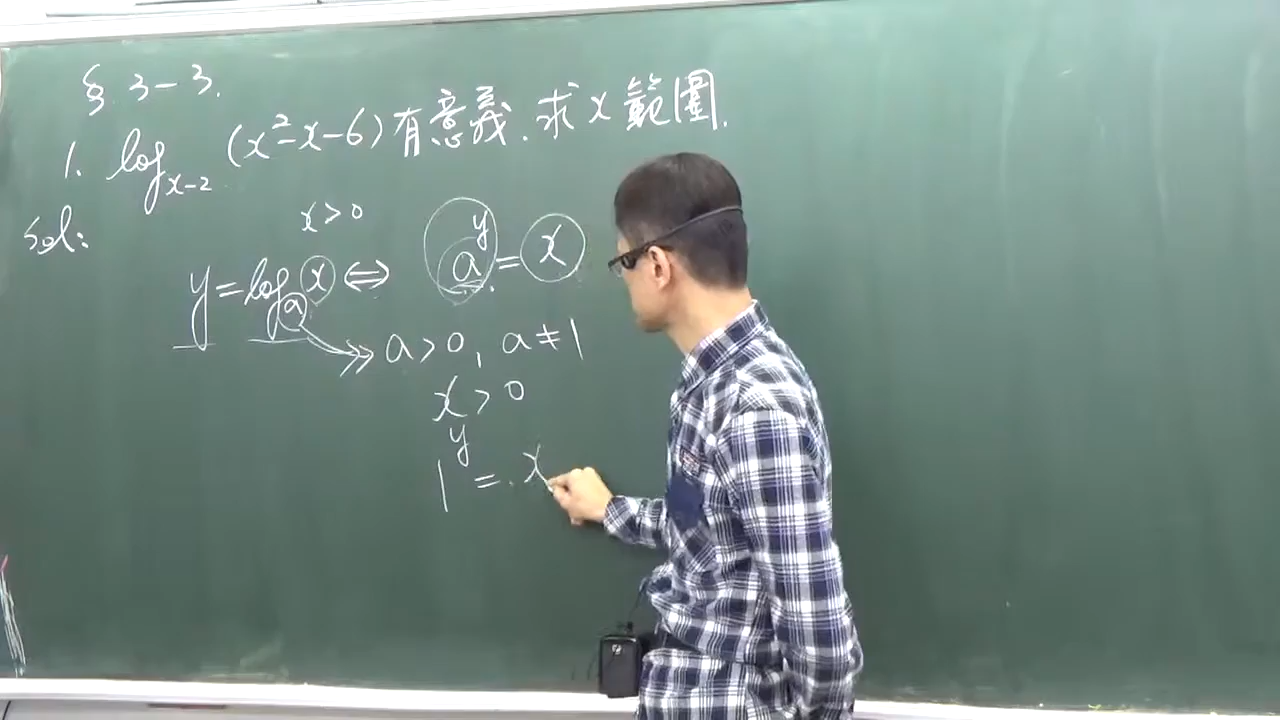 § 3-3.
1. log_{x-2} (x²-x-6) 有意義. 求 x 範圍.
Sol:
x>0
y=log_a x ⇔ a^y = x
a>0, a≠1
x>0
1^y = x